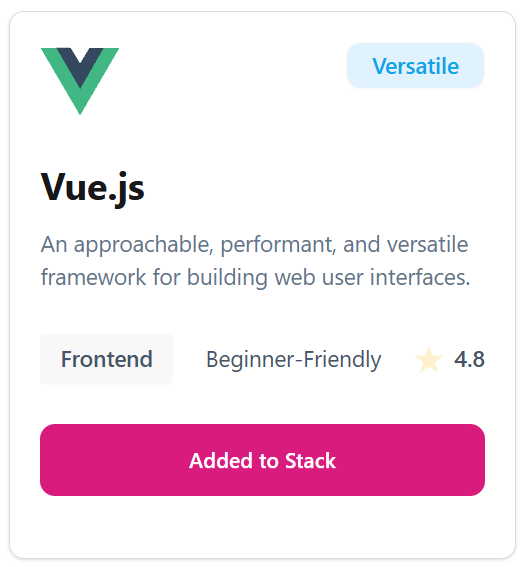 Versatile
Vue.js
An approachable, performant, and versatile
framework for building web user interfaces.
Frontend
Beginner-Friendly
4.8
Added to Stack